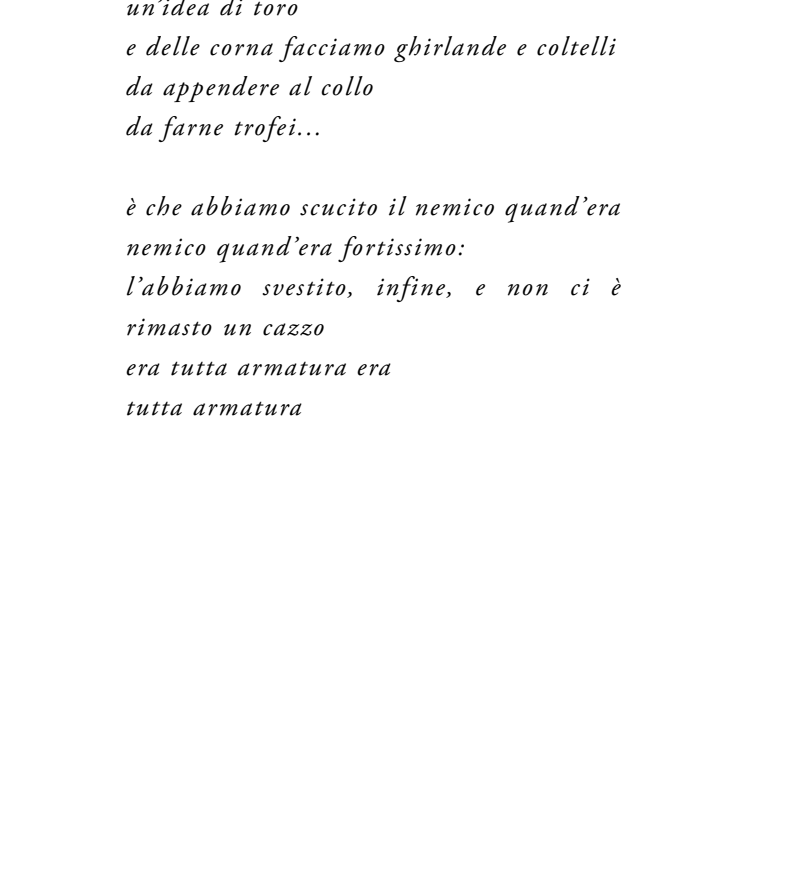 un’idea di toro
e delle corna facciamo ghirlande e coltelli
da appendere al collo
da farne trofei…
è che abbiamo scucito il nemico quand’era
nemico quand’era fortissimo:
l’abbiamo svestito, infine, e non ci è
rimasto un cazzo
era tutta armatura era
tutta armatura